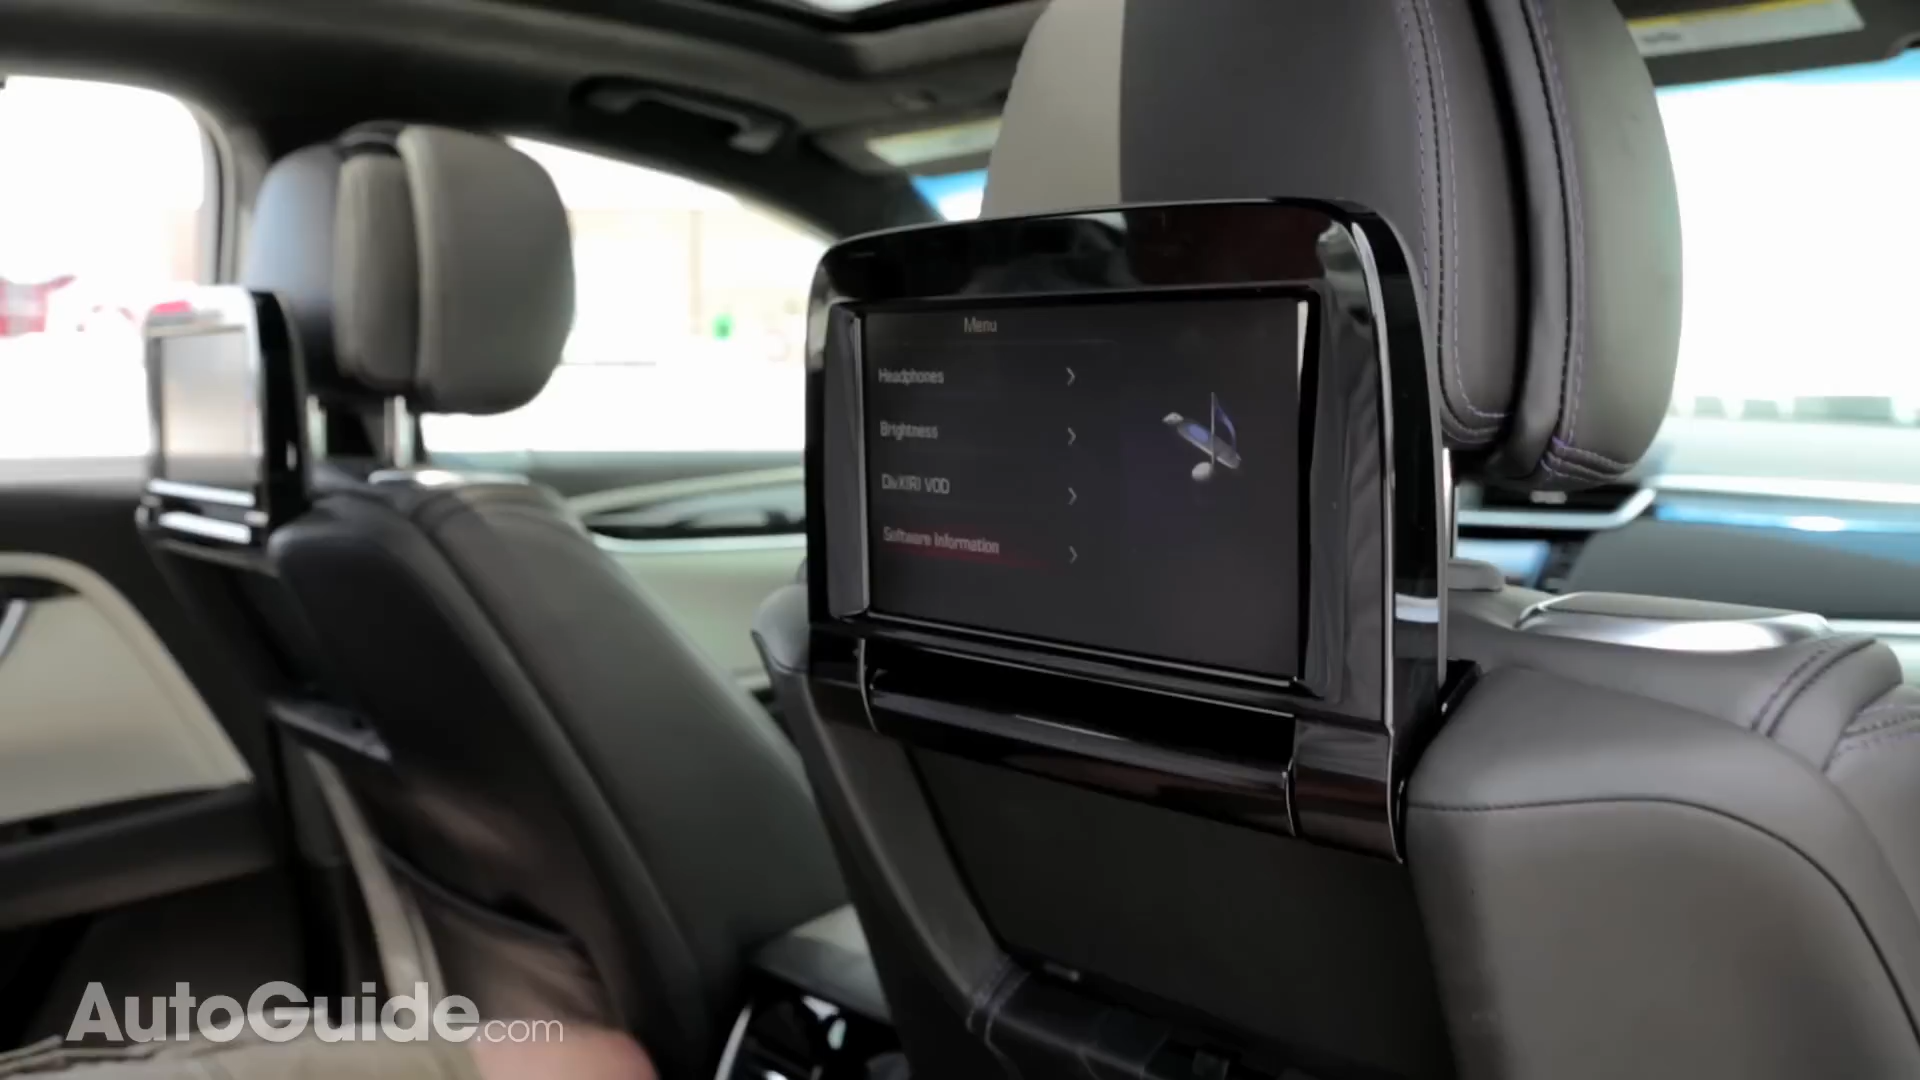 Menu
Headphones
Brightness
DivX(R) VOD
Software Information
AutoGuide.com